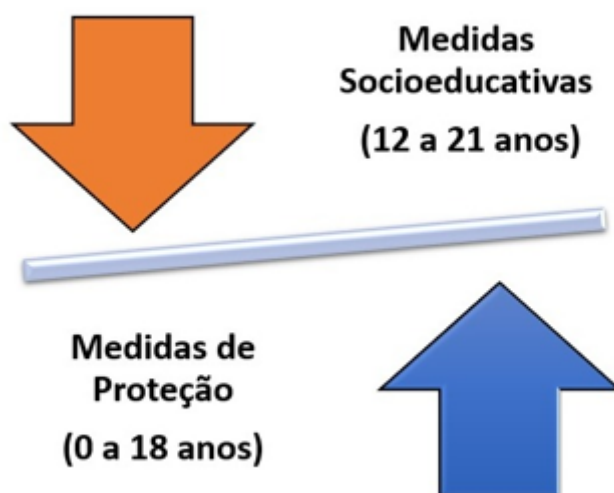 Medidas
Socioeducativas
(12 a 21 anos)
Medidas de
Proteção
(0 a 18 anos)